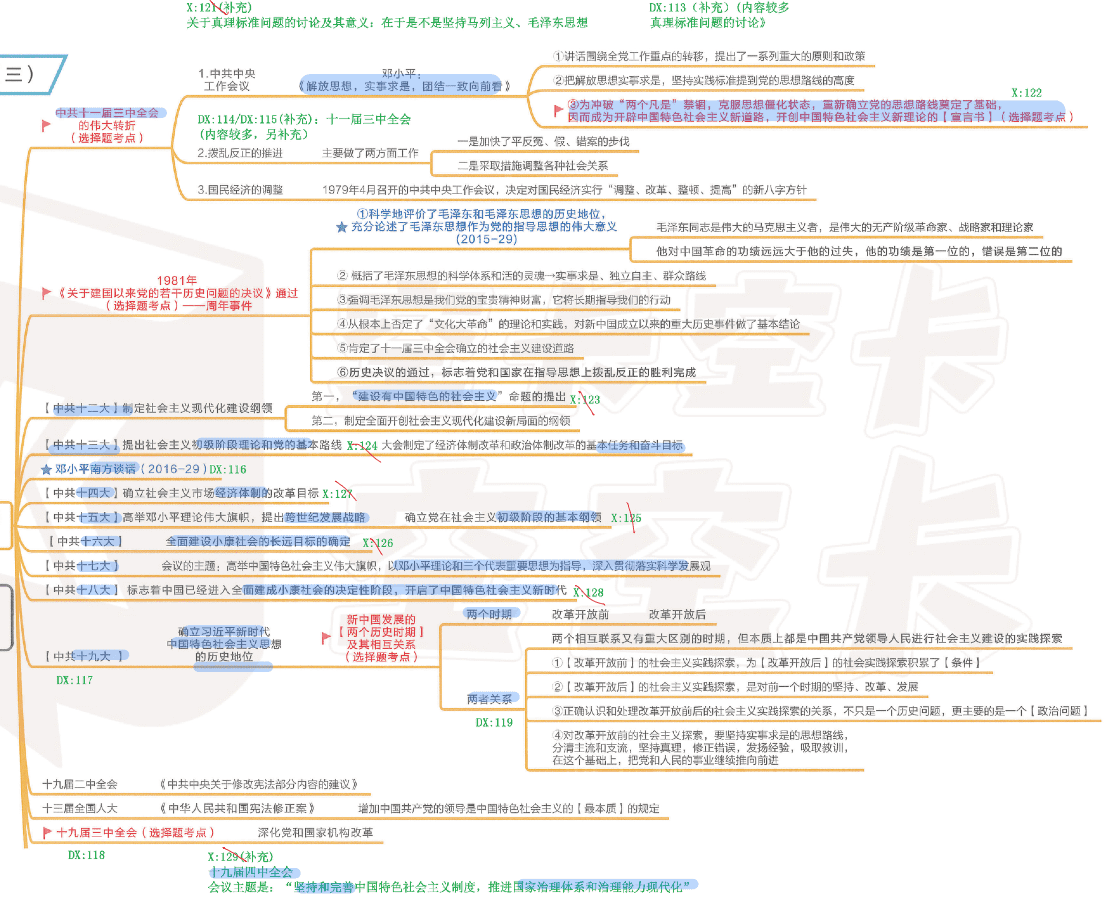 X:121(补充)
关于真理标准问题的讨论及其意义：在于是不是坚持马列主义、毛泽东思想
DX:113（补充）(内容较多
真理标准问题的讨论》
三）
中共十一届三中全会
的伟大转折
（选择题考点）
1.中共中央
工作会议
邓小平：
《解放思想，实事求是，团结一致向前看》
①讲话围绕全党工作重点的转移，提出了一系列重大的原则和政策
②把解放思想实事求是，坚持实践标准提到党的思想路线的高度
X:122
③为冲破“两个凡是”禁锢，克服思想僵化状态，重新确立党的思想路线奠定了基础，
因而成为开辟中国特色社会主义新道路，开创中国特色社会主义新理论的【宣言书】（选择题考点）
DX:114/DX:115(补充)：十一届三中全会
(内容较多，另补充)
2.拨乱反正的推进
主要做了两方面工作
一是加快了平反冤、假、错案的步伐
二是采取措施调整各种社会关系
3.国民经济的调整
1979年4月召开的中共中央工作会议，决定对国民经济实行“调整、改革、整顿、提高”的新八字方针
1981年
《关于建国以来党的若干历史问题的决议》通过
（选择题考点）——周年事件
①科学地评价了毛泽东和毛泽东思想的历史地位，
充分论述了毛泽东思想作为党的指导思想的伟大意义
(2015-29)
毛泽东同志是伟大的马克思主义者，是伟大的无产阶级革命家、战略家和理论家
他对中国革命的功绩远远大于他的过失，他的功绩是第一位的，错误是第二位的
② 概括了毛泽东思想的科学体系和活的灵魂→实事求是、独立自主、群众路线
③强调毛泽东思想是我们党的宝贵精神财富，它将长期指导我们的行动
④从根本上否定了“文化大革命”的理论和实践，对新中国成立以来的重大历史事件做了基本结论
⑤肯定了十一届三中全会确立的社会主义建设道路
⑥历史决议的通过，标志着党和国家在指导思想上拨乱反正的胜利完成
【中共十二大】制定社会主义现代化建设纲领
第一，“建设有中国特色的社会主义”命题的提出 X:123
第二，制定全面开创社会主义现代化建设新局面的纲领
【中共十三大】提出社会主义初级阶段理论和党的基本路线 X:124 大会制定了经济体制改革和政治体制改革的基本任务和奋斗目标
邓小平南方谈话（2016-29）DX:116
【中共十四大】确立社会主义市场经济体制的改革目标 X:127
【中共十五大】高举邓小平理论伟大旗帜，提出跨世纪发展战略 确立党在社会主义初级阶段的基本纲领 X:125
【中共十六大】 全面建设小康社会的长远目标的确定 X:126
【中共十七大】 会议的主题：高举中国特色社会主义伟大旗帜，以邓小平理论和三个代表重要思想为指导，深入贯彻落实科学发展观
【中共十八大】标志着中国已经进入全面建成小康社会的决定性阶段，开启了中国特色社会主义新时代 X:128
【中共十九大】
DX:117
确立习近平新时代
中国特色社会主义思想
的历史地位
新中国发展的
【两个历史时期】
及其相互关系
（选择题考点）
两个时期
改革开放前
改革开放后
两者关系
DX:119
两个相互联系又有重大区别的时期，但本质上都是中国共产党领导人民进行社会主义建设的实践探索
①【改革开放前】的社会主义实践探索，为【改革开放后】的社会实践探索积累了【条件】
②【改革开放后】的社会主义实践探索，是对前一个时期的坚持、改革、发展
③正确认识和处理改革开放前后的社会主义实践探索的关系，不只是一个历史问题，更主要的是一个【政治问题】
④对改革开放前的社会主义探索，要坚持实事求是的思想路线，
分清主流和支流，坚持真理，修正错误，发扬经验，吸取教训，
在这个基础上，把党和人民的事业继续推向前进
十九届二中全会
《中共中央关于修改宪法部分内容的建议》
十三届全国人大
《中华人民共和国宪法修正案》
增加中国共产党的领导是中国特色社会主义的【最本质】的规定
十九届三中全会（选择题考点）
深化党和国家机构改革
DX:118
X:129(补充)
十九届四中全会
会议主题是：“坚持和完善中国特色社会主义制度，推进国家治理体系和治理能力现代化”